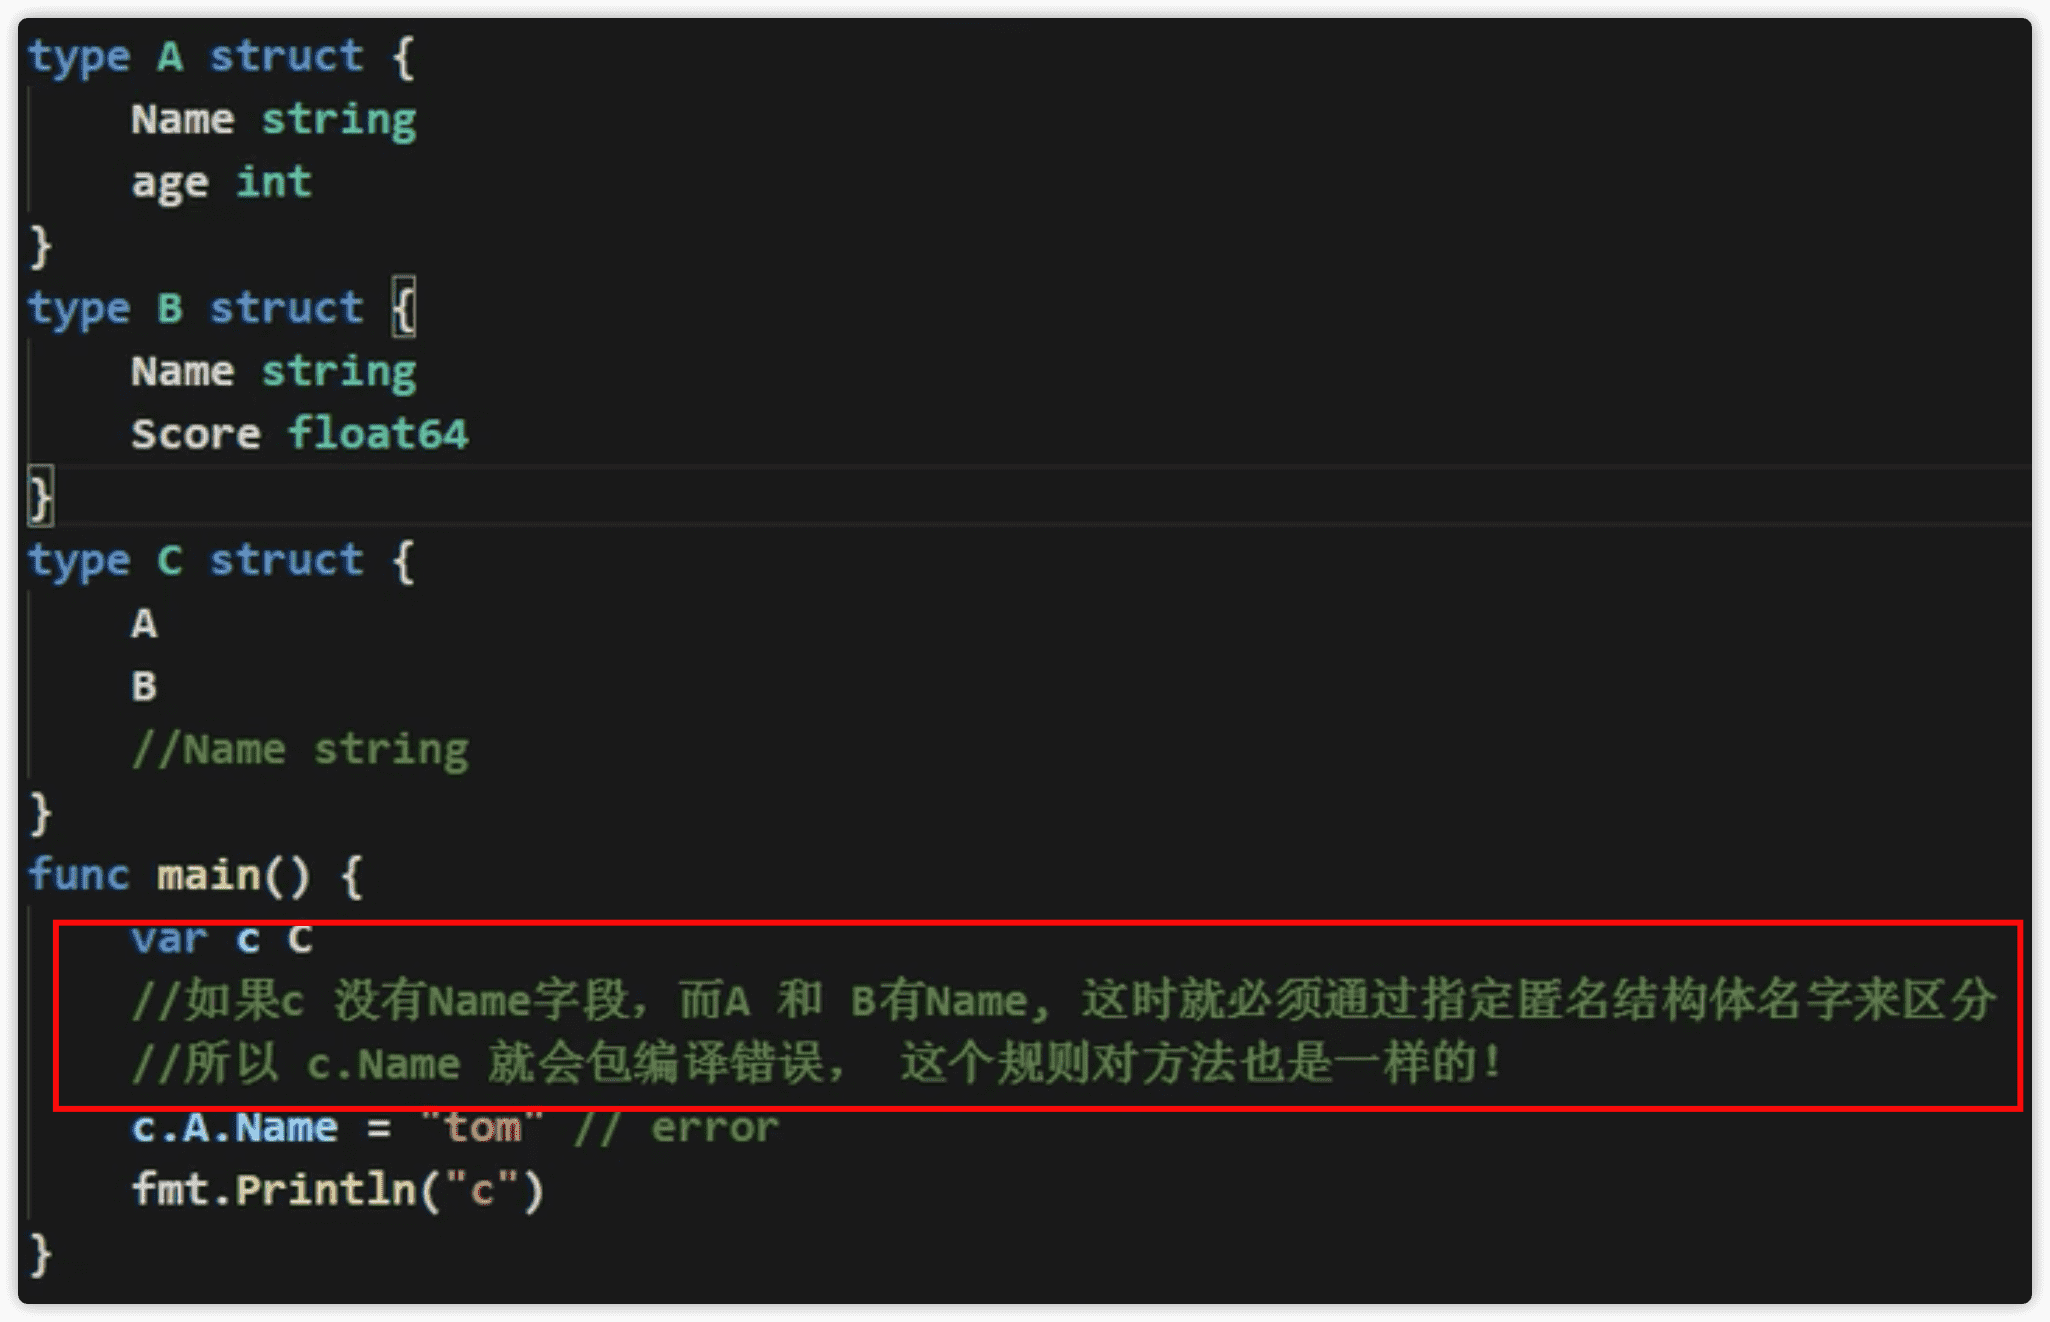 type A struct {
    Name string
    age int
}
type B struct {
    Name string
    Score float64
}
type C struct {
    A
    B
    //Name string
}
func main() {
    var c C
    //如果c 没有Name字段，而A 和 B有Name, 这时就必须通过指定匿名结构体名字来区分
    //所以 c.Name 就会包编译错误， 这个规则对方法也是一样的！
    c.A.Name = "tom" // error
    fmt.Println("c")
}